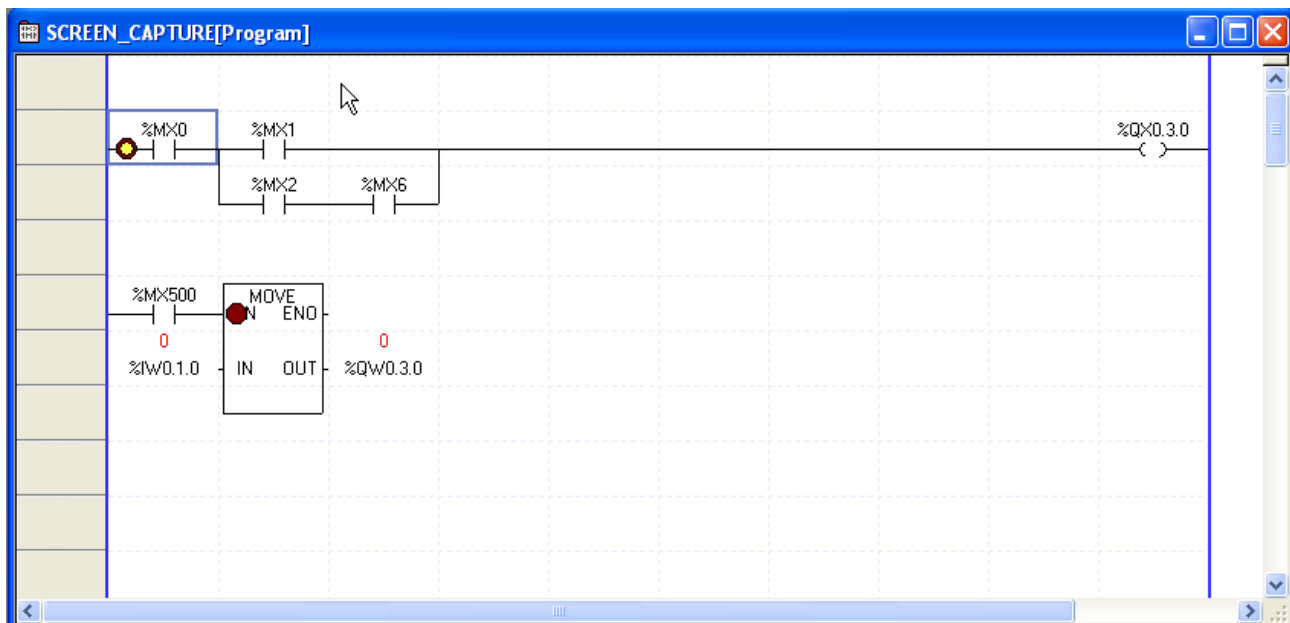 SCREEN_CAPTURE[Program]
%MX0 %MX1 %QX0.3.0
%MX2 %MX6
%MX500 MOVE
N ENO
0 0
%IW0.1.0 IN OUT %QW0.3.0